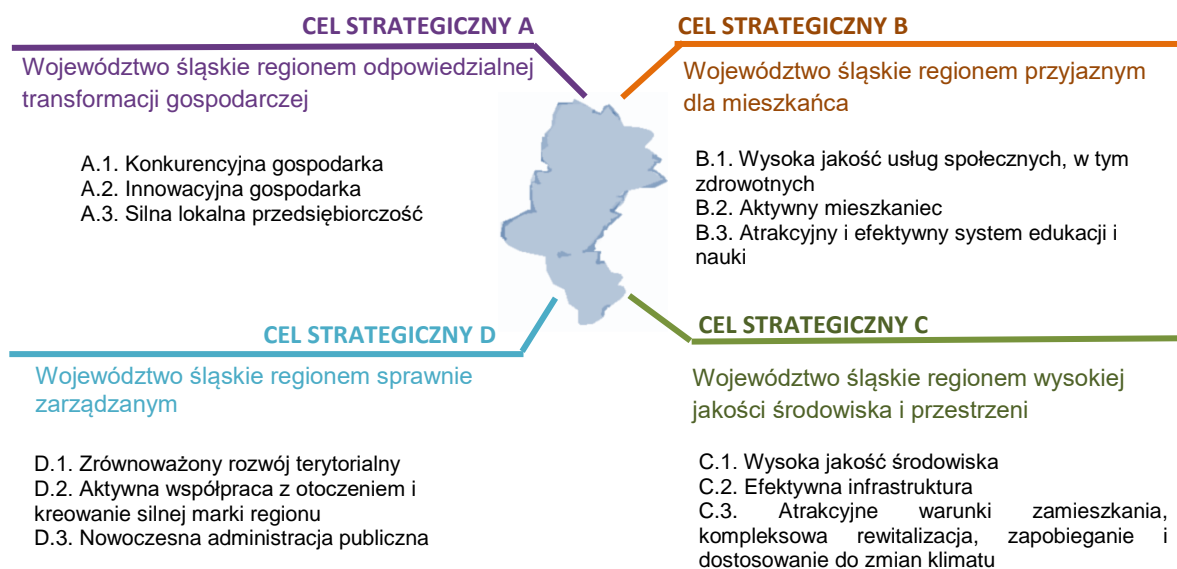 CEL STRATEGICZNY A
Województwo śląskie regionem odpowiedzialnej
transformacji gospodarczej
A.1. Konkurencyjna gospodarka
A.2. Innowacyjna gospodarka
A.3. Silna lokalna przedsiębiorczość
CEL STRATEGICZNY B
Województwo śląskie regionem przyjaznym
dla mieszkańca
B.1. Wysoka jakość usług społecznych, w tym
zdrowotnych
B.2. Aktywny mieszkaniec
B.3. Atrakcyjny i efektywny system edukacji i
nauki
CEL STRATEGICZNY D
Województwo śląskie regionem sprawnie
zarządzanym
D.1. Zrównoważony rozwój terytorialny
D.2. Aktywna współpraca z otoczeniem i
kreowanie silnej marki regionu
D.3. Nowoczesna administracja publiczna
CEL STRATEGICZNY C
Województwo śląskie regionem wysokiej
jakości środowiska i przestrzeni
C.1. Wysoka jakość środowiska
C.2. Efektywna infrastruktura
C.3. Atrakcyjne warunki zamieszkania,
kompleksowa rewitalizacja, zapobieganie i
dostosowanie do zmian klimatu